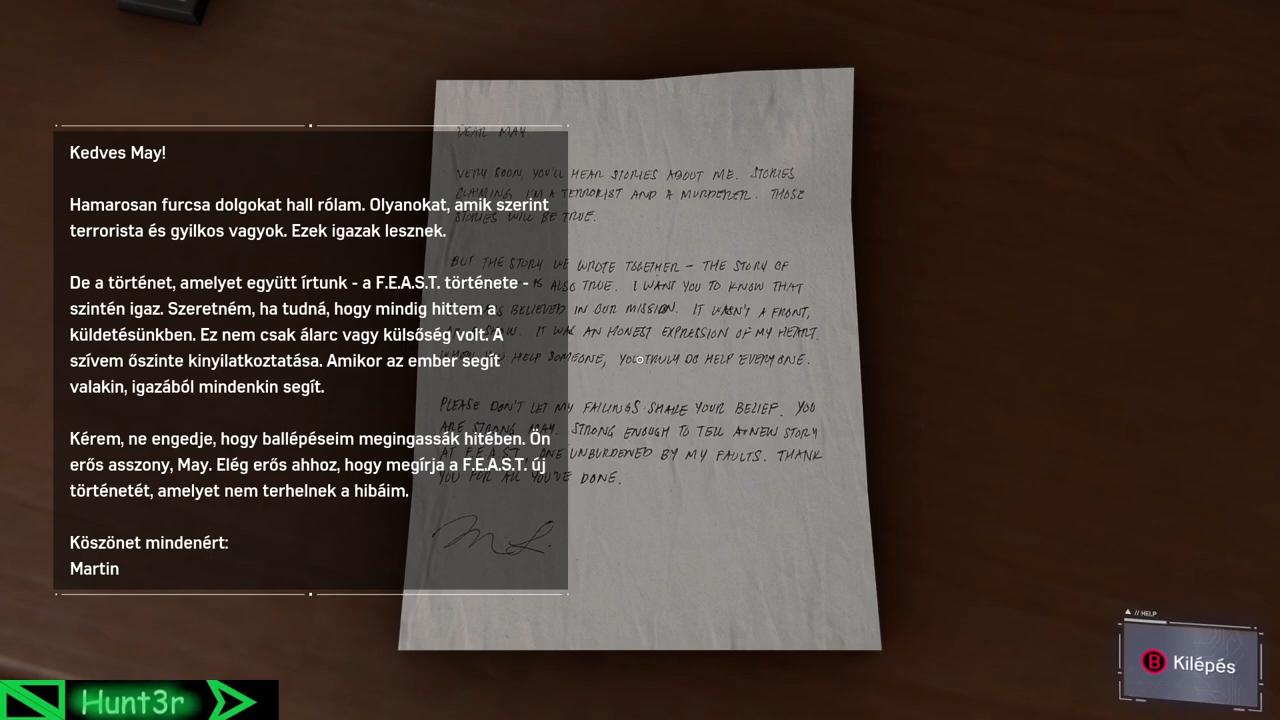 Kedves May!
Hamarosan furcsa dolgokat hall rólam. Olyanokat, amik szerint
terrorista és gyilkos vagyok. Ezek igazak lesznek.
De a történet, amelyet együtt írtunk - a F.E.A.S.T. története -
szintén igaz. Szeretném, ha tudná, hogy mindig hittem a
küldetésünkben. Ez nem csak álarc vagy külsőség volt. A
szívem őszinte kinyilatkoztatása. Amikor az ember segít
valakin, igazából mindenkin segít.
Kérem, ne engedje, hogy ballépéseim megingassák hitében. Ön
erős asszony, May. Elég erős ahhoz, hogy megírja a F.E.A.S.T. új
történetét, amelyet nem terhelnek a hibáim.
Köszönet mindenért:
Martin
DEAR MAY
VERY SOON, YOU'LL HEAR STORIES ABOUT ME. STORIES
CLAIMING I'M A TERRORIST AND A MURDERER. THOSE
STORIES WILL BE TRUE.
BUT THE STORY WE WROTE TOGETHER - THE STORY OF
IS ALSO TRUE. I WANT YOU TO KNOW THAT
BELIEVED IN OUR MISSION. IT WASN'T A FRONT,
IT WAS AN HONEST EXPRESSION OF MY HEART.
WHEN YOU HELP SOMEONE, YOU TRULY DO HELP EVERYONE.
PLEASE DON'T LET MY FAILINGS SHAKE YOUR BELIEF. YOU
ARE STRONG, MAY. STRONG ENOUGH TO TELL A NEW STORY
AT F.E.A.S.T. ONE UNBURDENED BY MY FAULTS. THANK
YOU FOR ALL YOU'VE DONE.
M.L.
// HELP
B Kilépés
Hunt3r